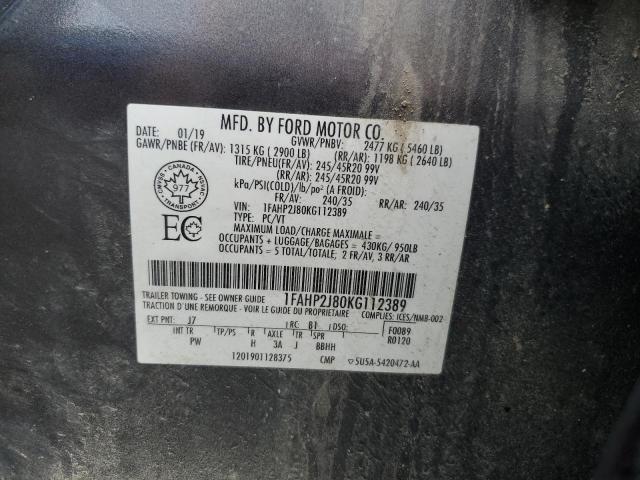 MFD. BY FORD MOTOR CO.
DATE: 01/19 GVWR/PNBV: 2477 KG ( 5460 LB)
GAWR/PNBE (FR/AV): 1315 KG ( 2900 LB) (RR/AR): 1198 KG ( 2640 LB)
TIRE/PNEU(FR/AV): 245/45R20 99V
(RR/AR): 245/45R20 99V
kPa/PSI(COLD)/lb/po² (A FROID):
FR/AV: 240/35 RR/AR: 240/35
VIN: 1FAHP2J80KG112389
TYPE: PC/VT
MAXIMUM LOAD/CHARGE MAXIMALE =
OCCUPANTS + LUGGAGE/BAGAGES = 430KG/ 950LB
OCCUPANTS = 5 TOTAL/TOTALE, 2 FR/AV, 3 RR/AR
CANADA
CMVSS NSVAC
977
TRANSPORT
EC
TRAILER TOWING - SEE OWNER GUIDE 1FAHP2J80KG112389
TRACTION D'UNE REMORQUE - VOIR GUIDE DU PROPRIETAIRE COMPLIES: ICES/NMB-002
EXT PNT: J7 RC: B1 DSO: F0089
INT TR TP/PS R AXLE TR SPR R0120
PW H 3A J BBHH
1201901128375 CMP 5U5A-5420472-AA